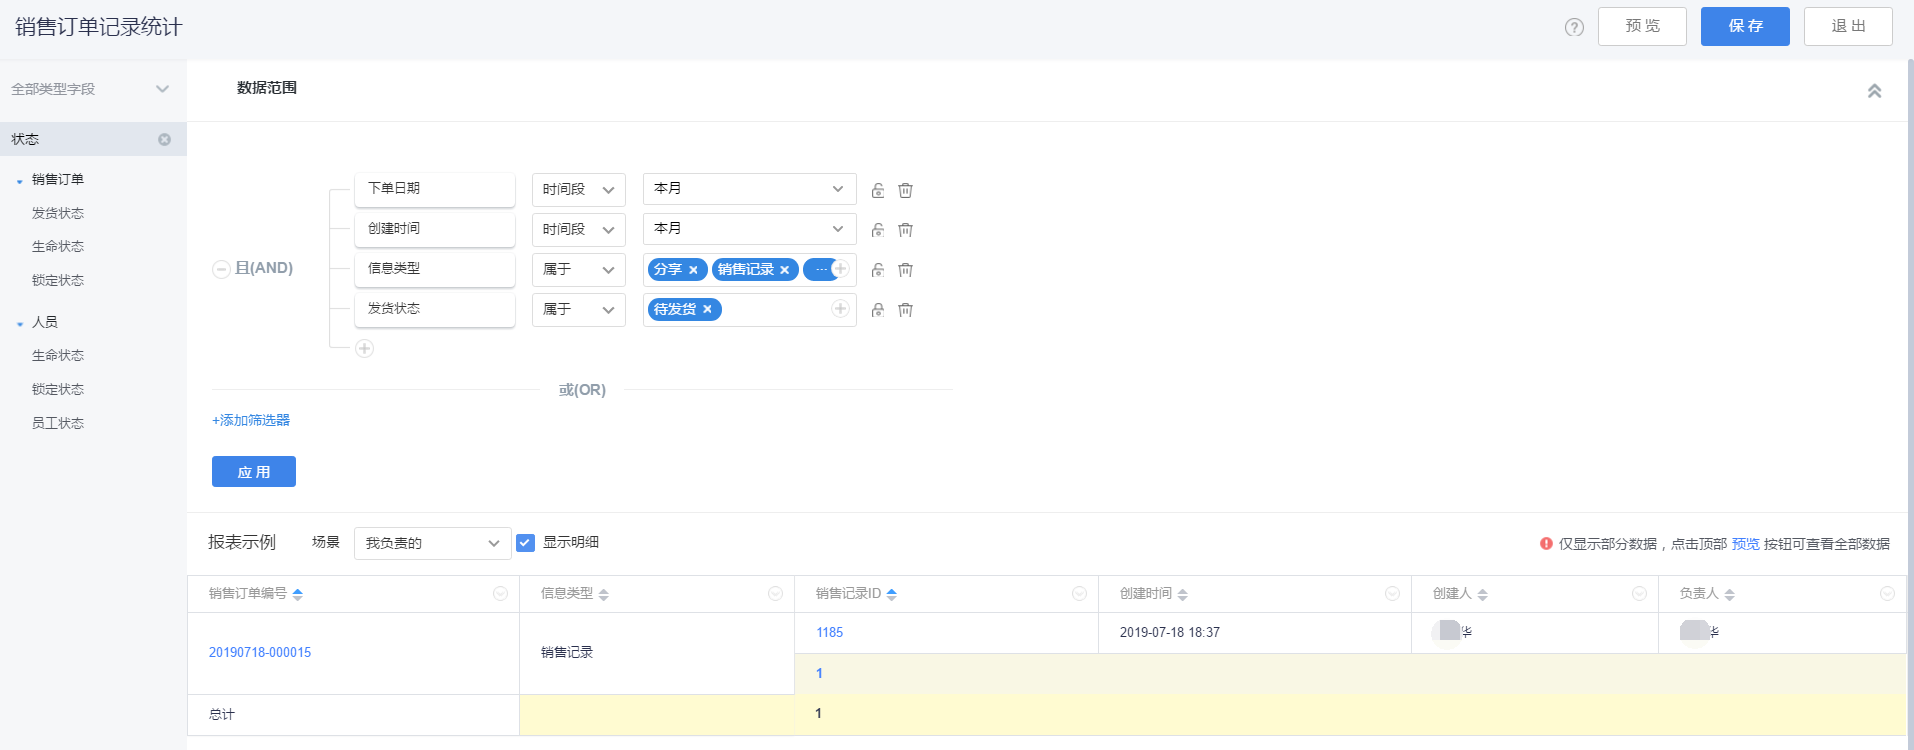 销售订单记录统计
? 预 览 保 存 退 出
全部类型字段
数据范围
状态
销售订单
发货状态
生命状态
锁定状态
人员
生命状态
锁定状态
员工状态
且(AND)
下单日期 时间段 本月
创建时间 时间段 本月
信息类型 属于 分享 × 销售记录 × ...
发货状态 属于 待发货 ×
或(OR)
+添加筛选器
应 用
报表示例 场景 我负责的 显示明细 仅显示部分数据，点击顶部 预览 按钮可查看全部数据
销售订单编号 信息类型 销售记录ID 创建时间 创建人 负责人
20190718-000015 销售记录 1185 2019-07-18 18:37 华 华
1
总计 1